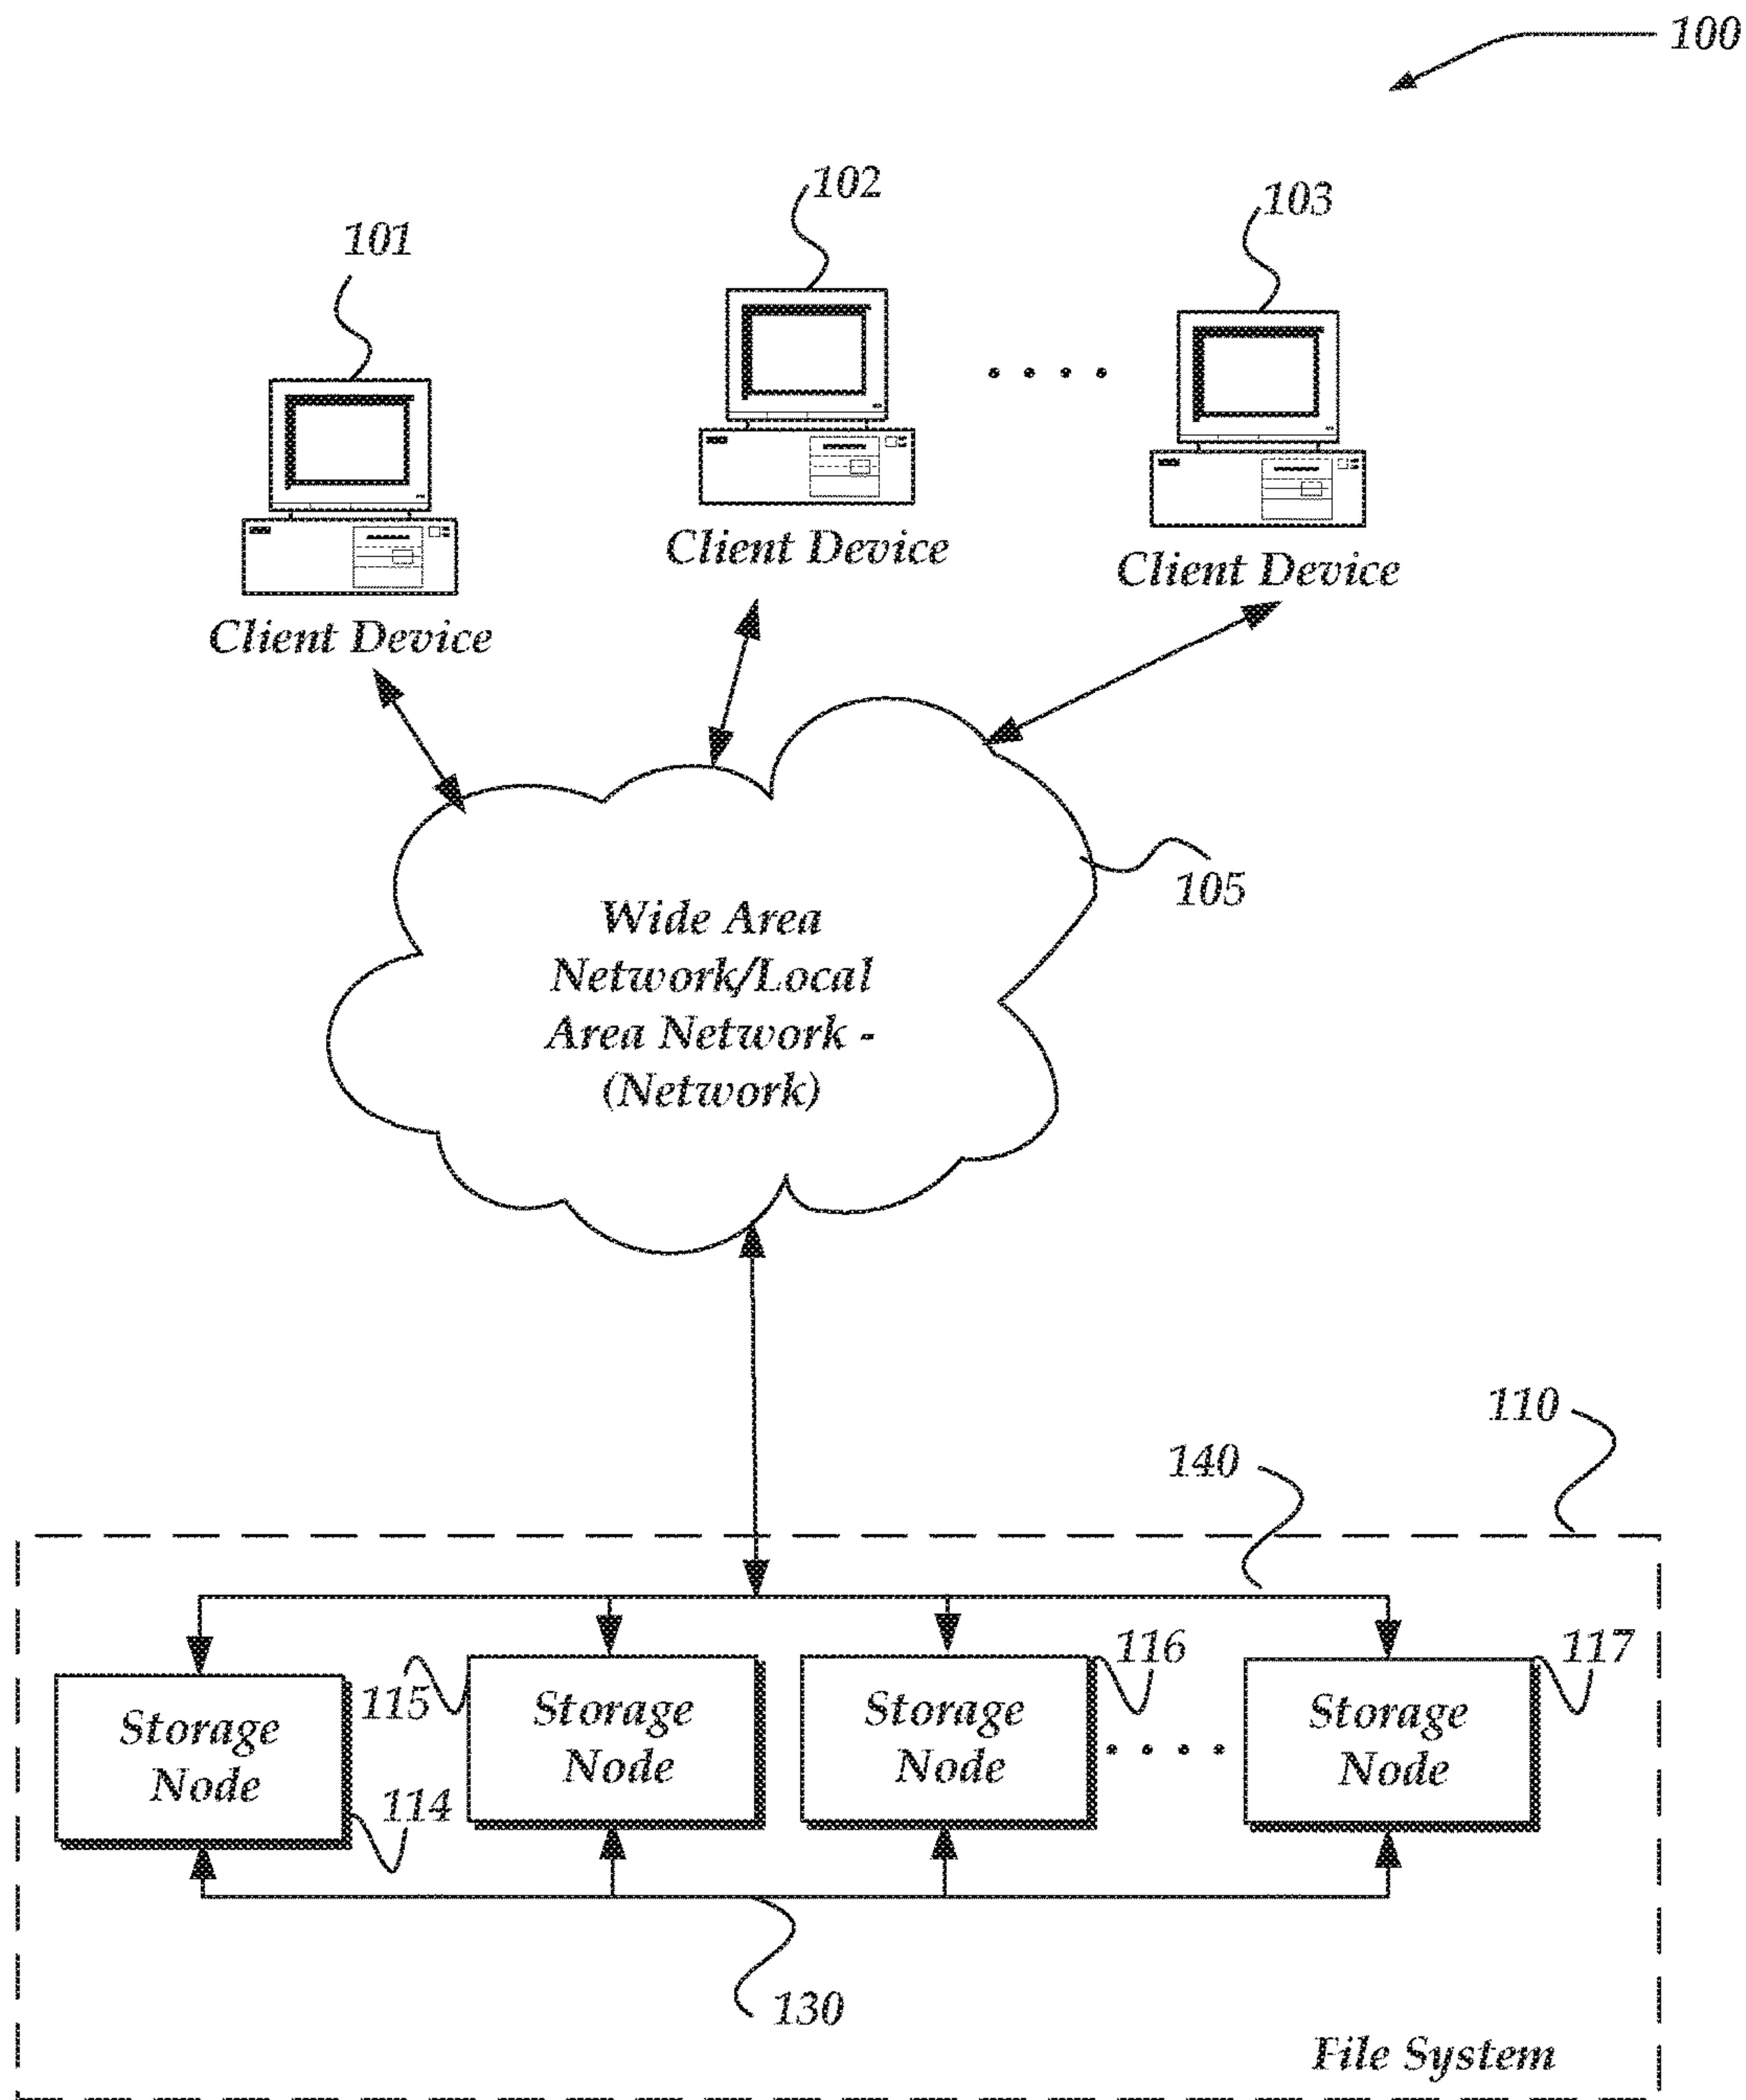 100
102
103
101
Client Device
Client Device
Client Device
105
Wide Area
Network/Local
Area Network -
(Network)
110
140
115
116
117
Storage
Node
114
Storage
Node
Storage
Node
Storage
Node
130
File System